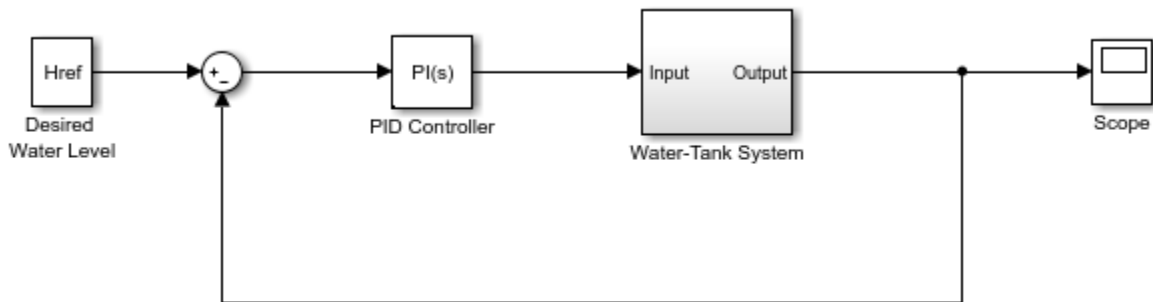 Href
Desired
Water Level
+
-
PI(s)
PID Controller
Input
Output
Water-Tank System
Scope